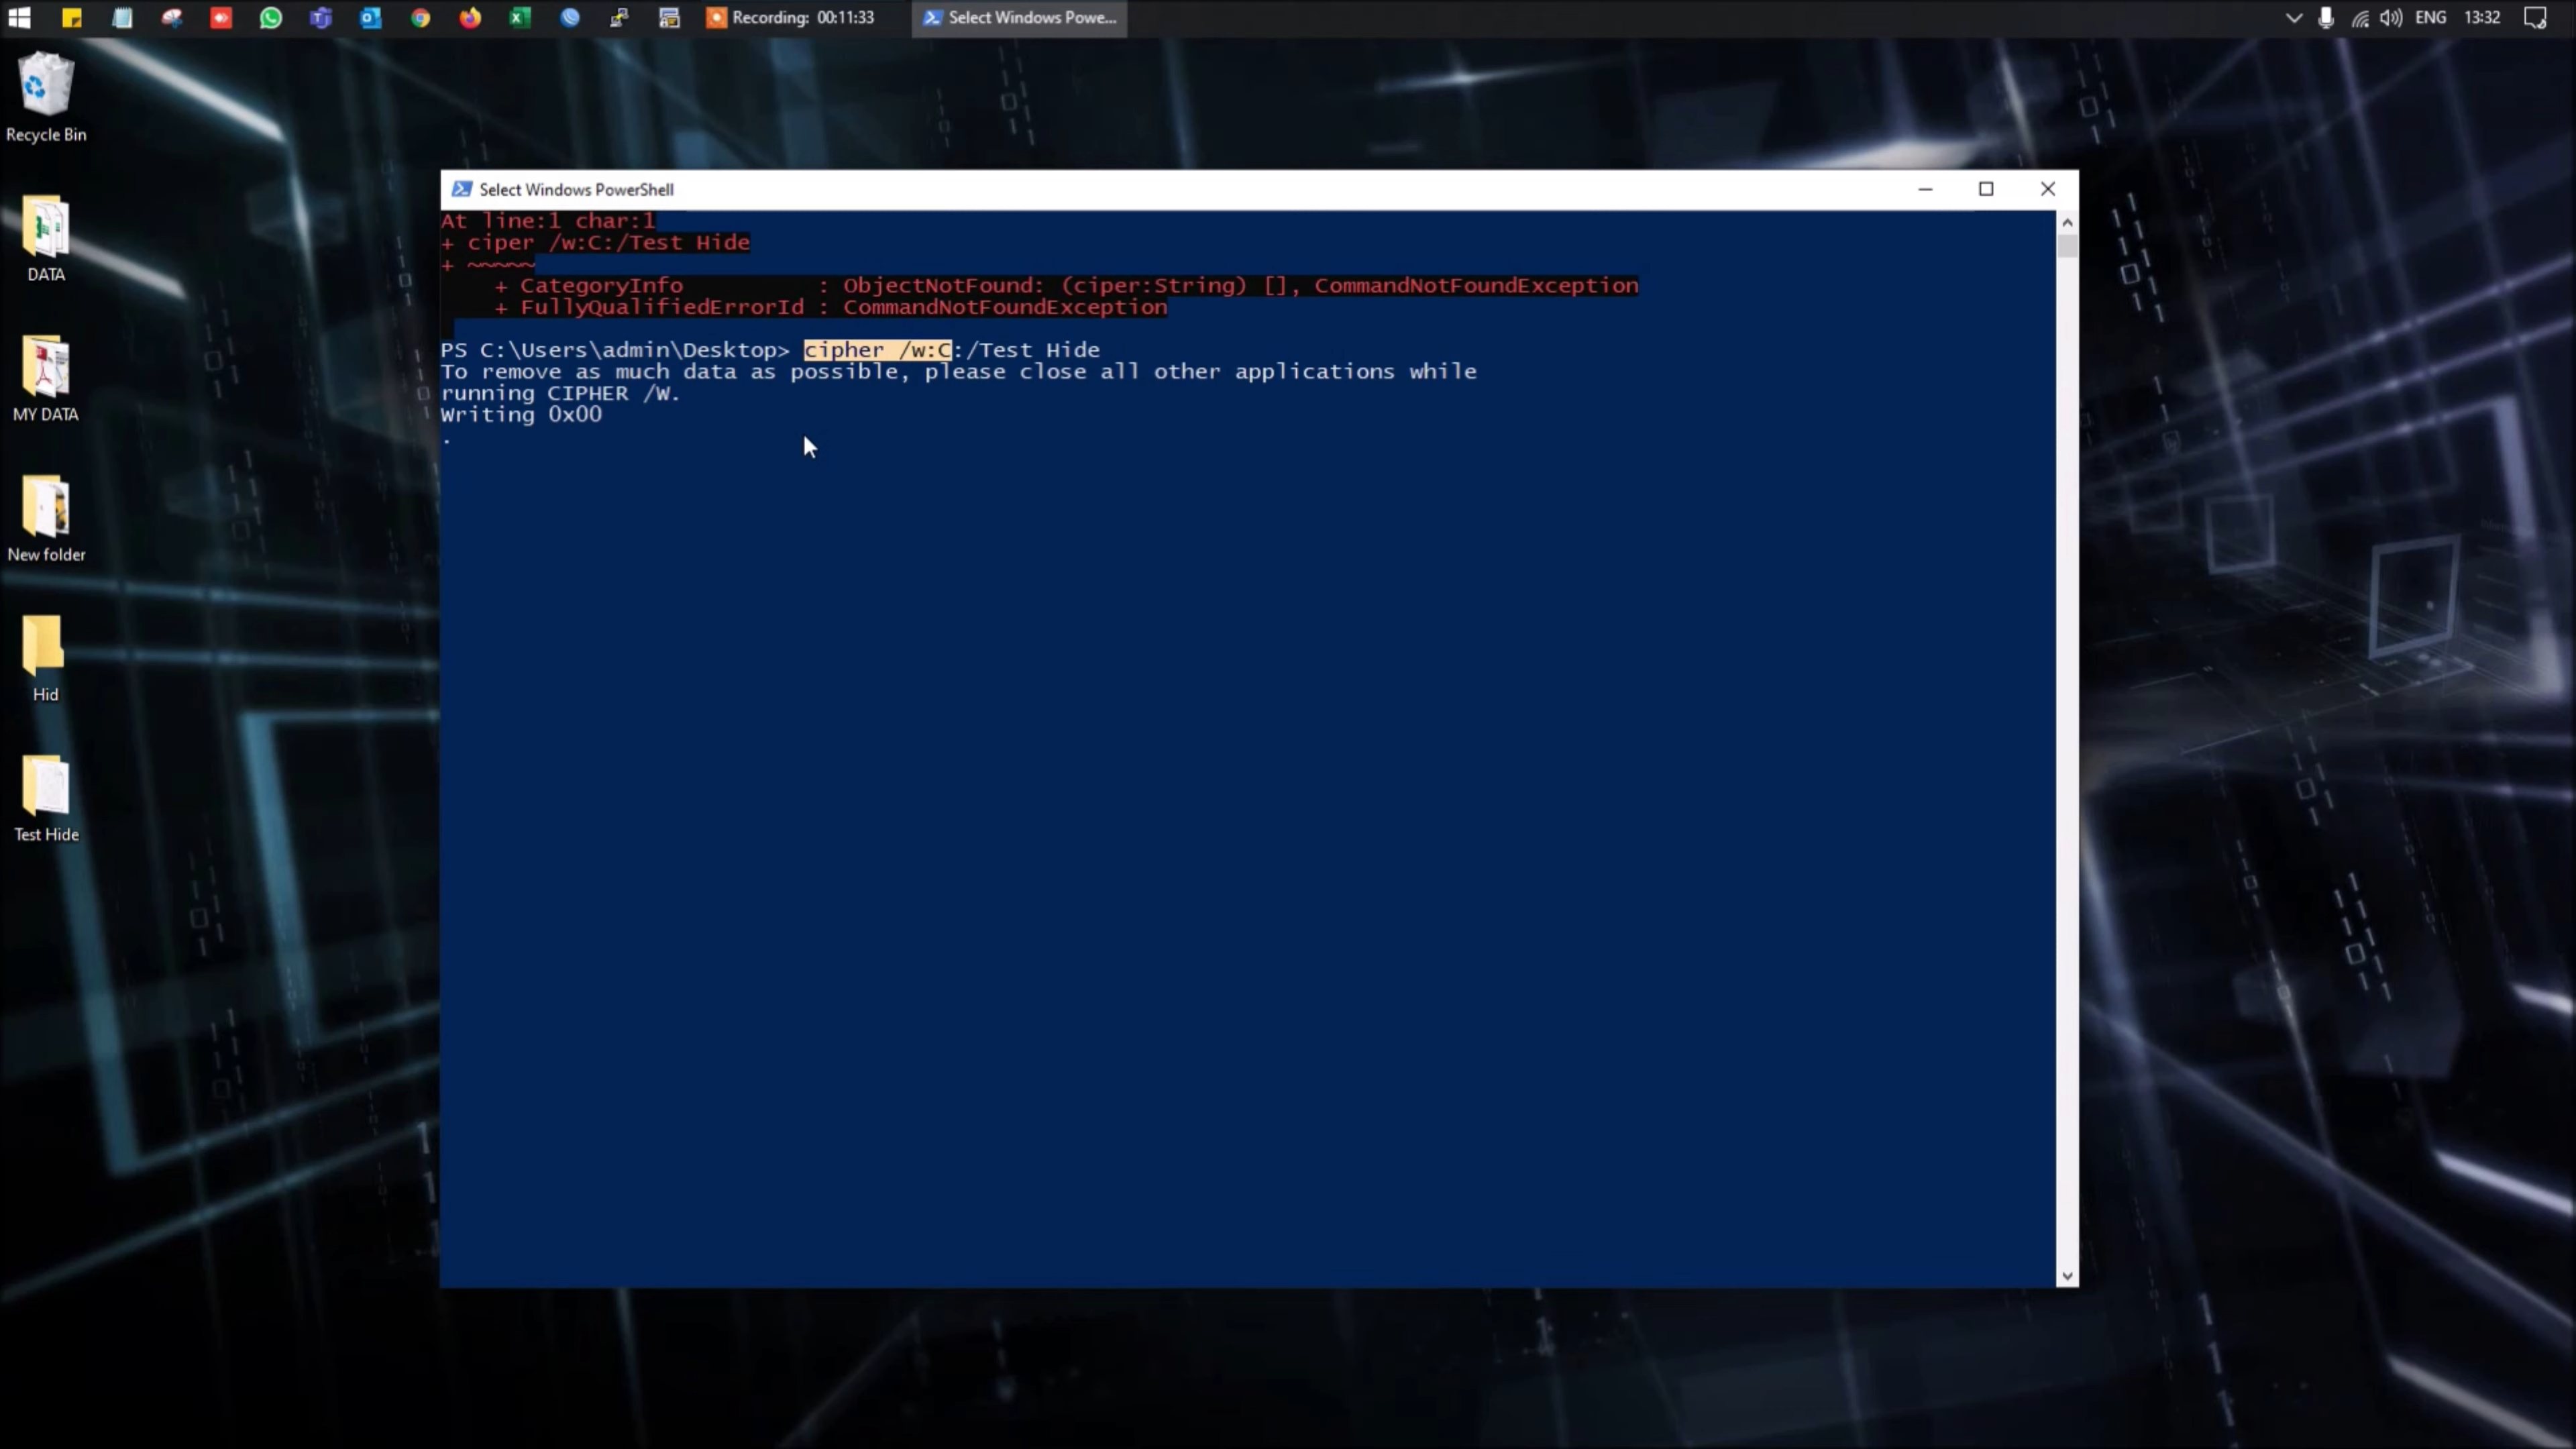 Recording: 00:11:33
Select Windows Powe...
ENG
13:32
Recycle Bin
DATA
MY DATA
New folder
Hid
Test Hide
Select Windows PowerShell
At line:1 char:1
+ ciper /w:C:/Test Hide
+ ~~~~~
+ CategoryInfo : ObjectNotFound: (ciper:String) [], CommandNotFoundException
+ FullyQualifiedErrorId : CommandNotFoundException
PS C:\Users\admin\Desktop> cipher /w:C:/Test Hide
To remove as much data as possible, please close all other applications while
running CIPHER /W.
Writing 0x00
.